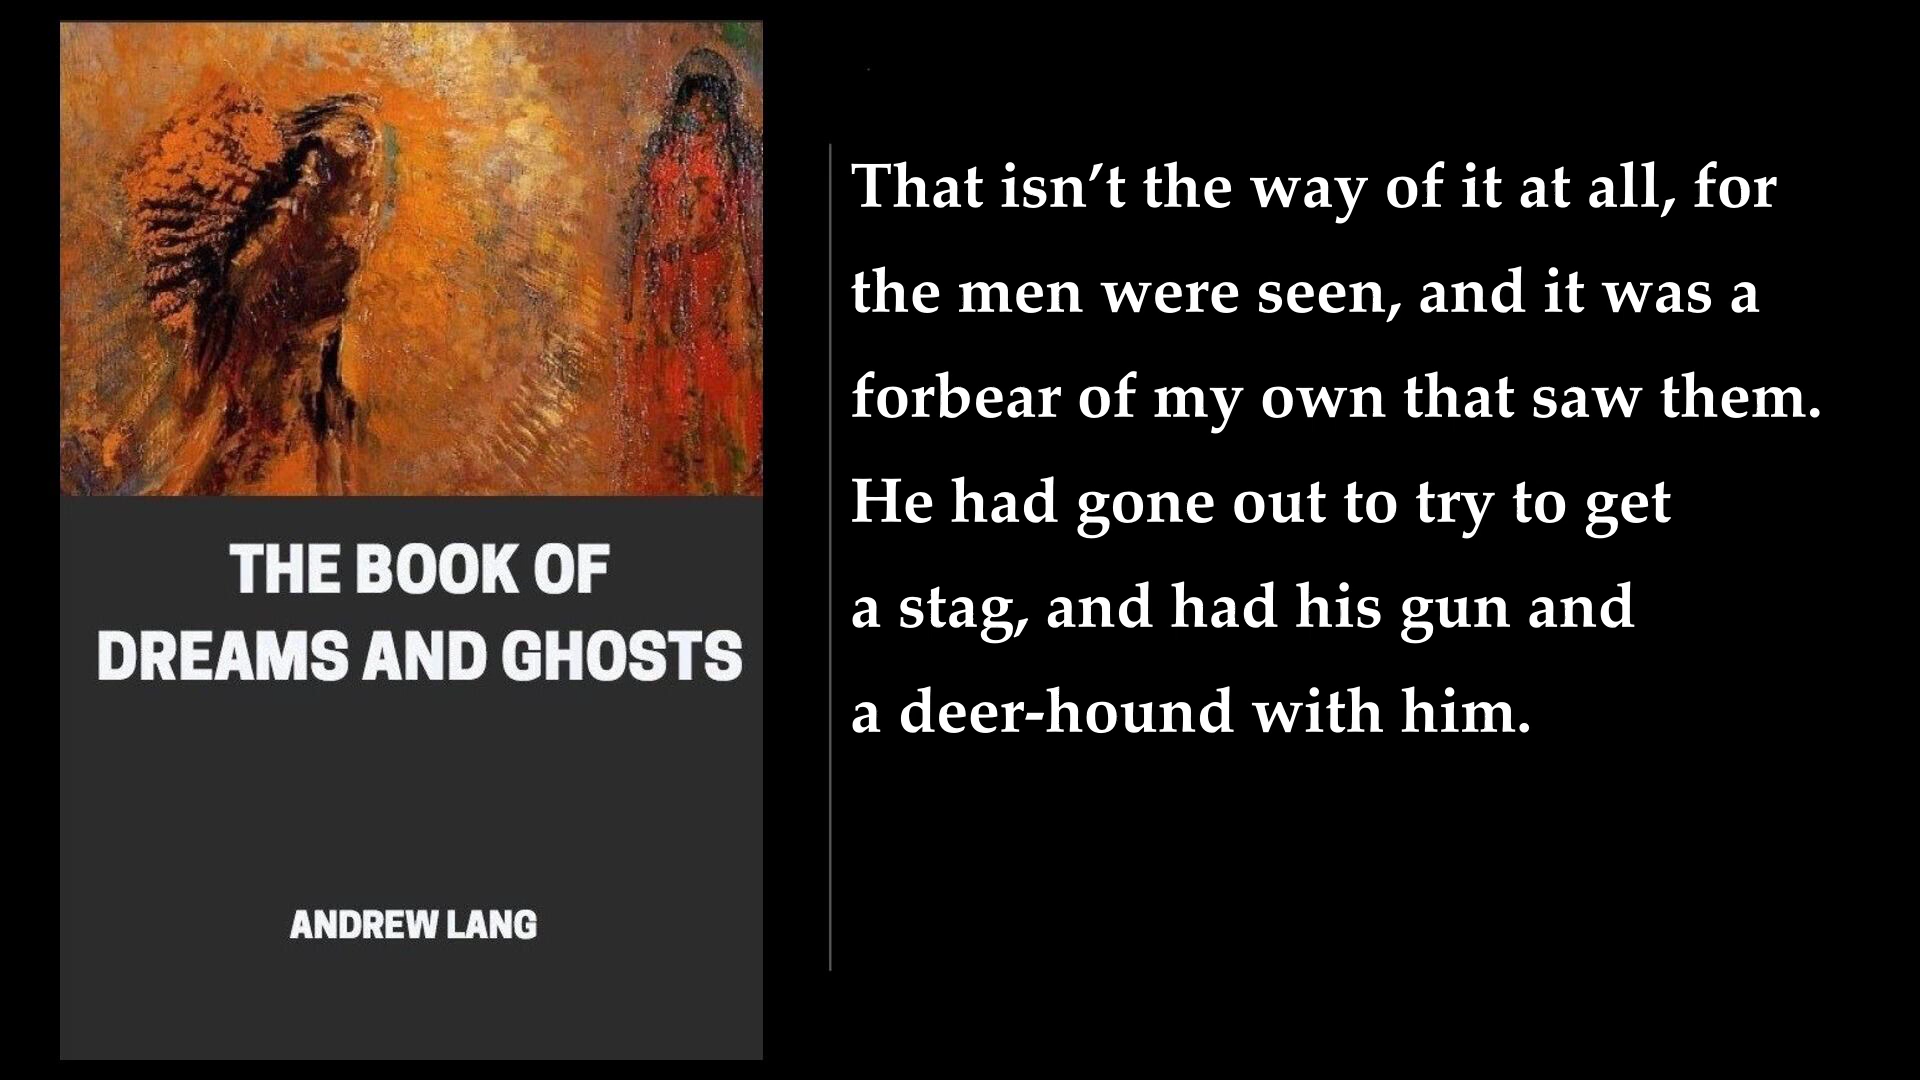 THE BOOK OF
DREAMS AND GHOSTS
ANDREW LANG
That isn’t the way of it at all, for
the men were seen, and it was a
forbear of my own that saw them.
He had gone out to try to get
a stag, and had his gun and
a deer-hound with him.